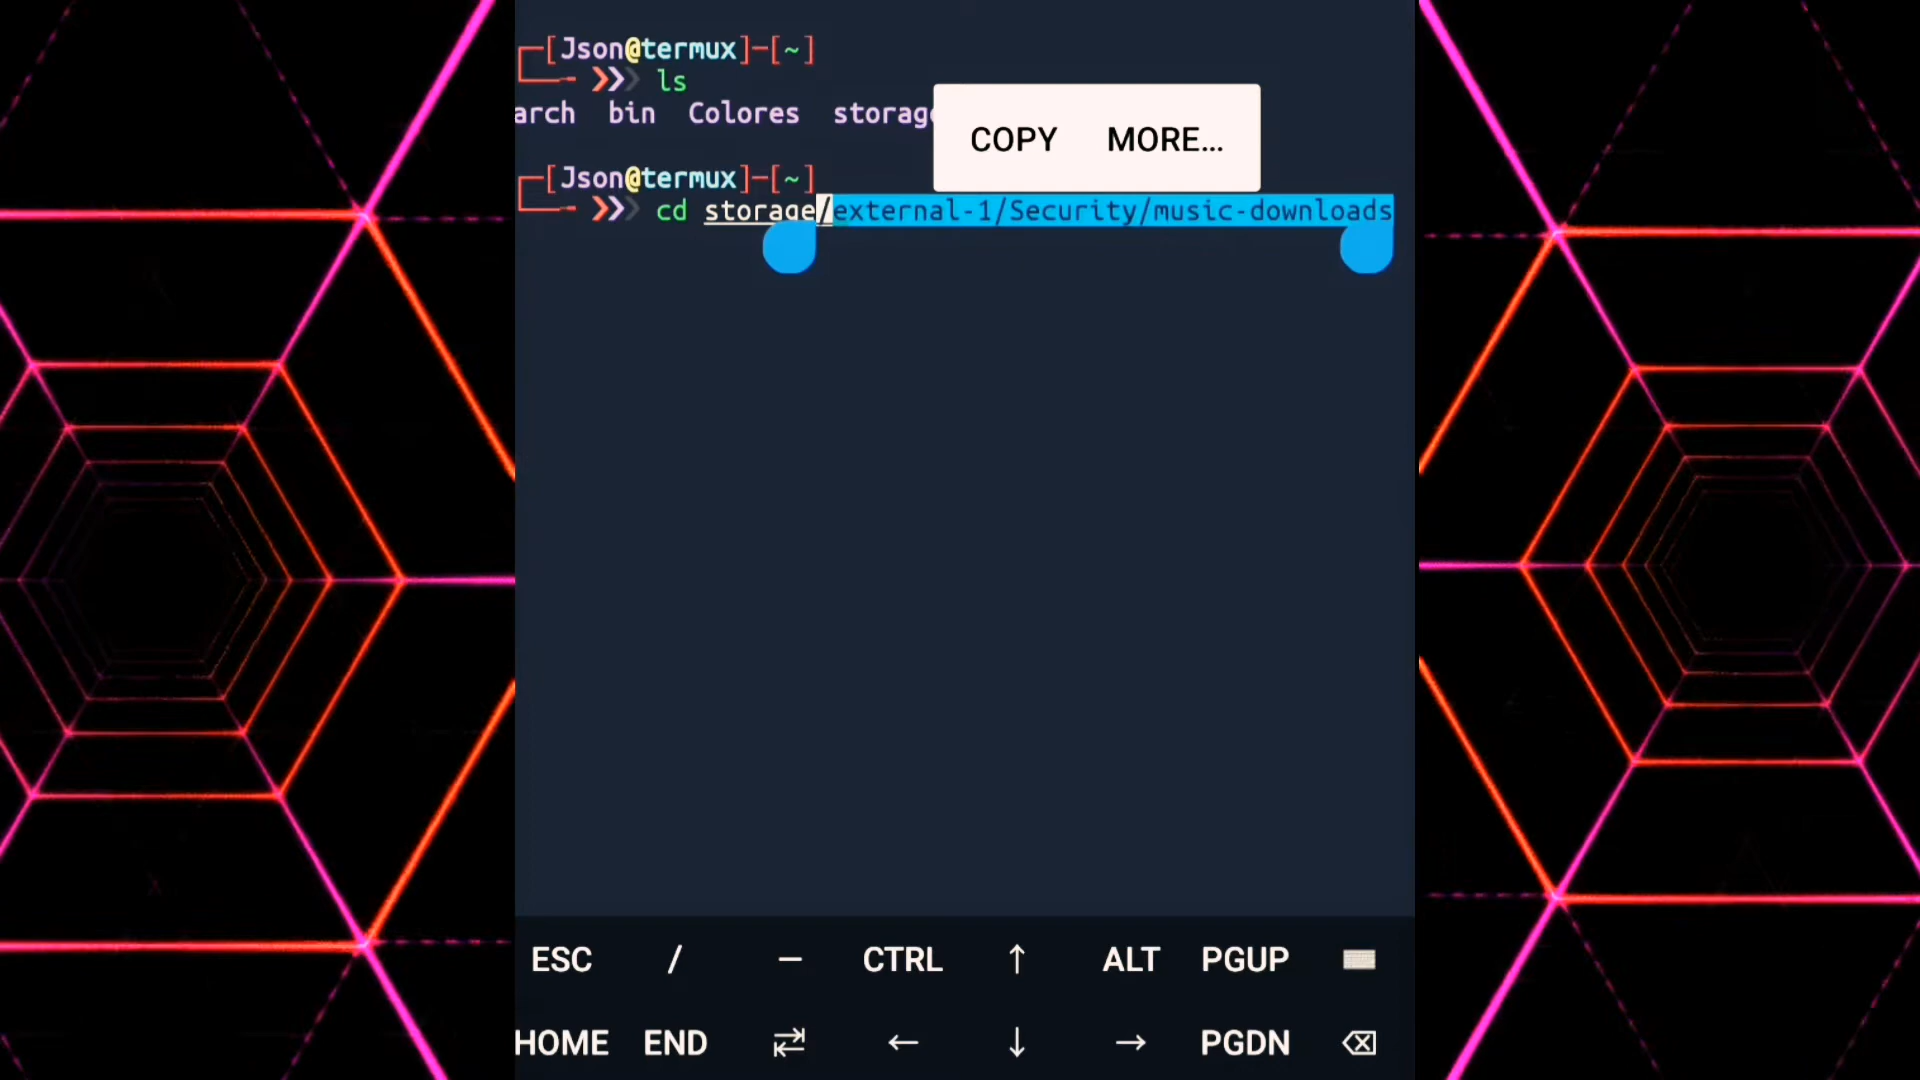 [Json@termux]-[~]
ls
arch bin Colores storag
COPY MORE...
[Json@termux]-[~]
cd storage/external-1/Security/music-downloads
ESC / — CTRL ↑ ALT PGUP
HOME END ⇄ ← ↓ → PGDN ⌫